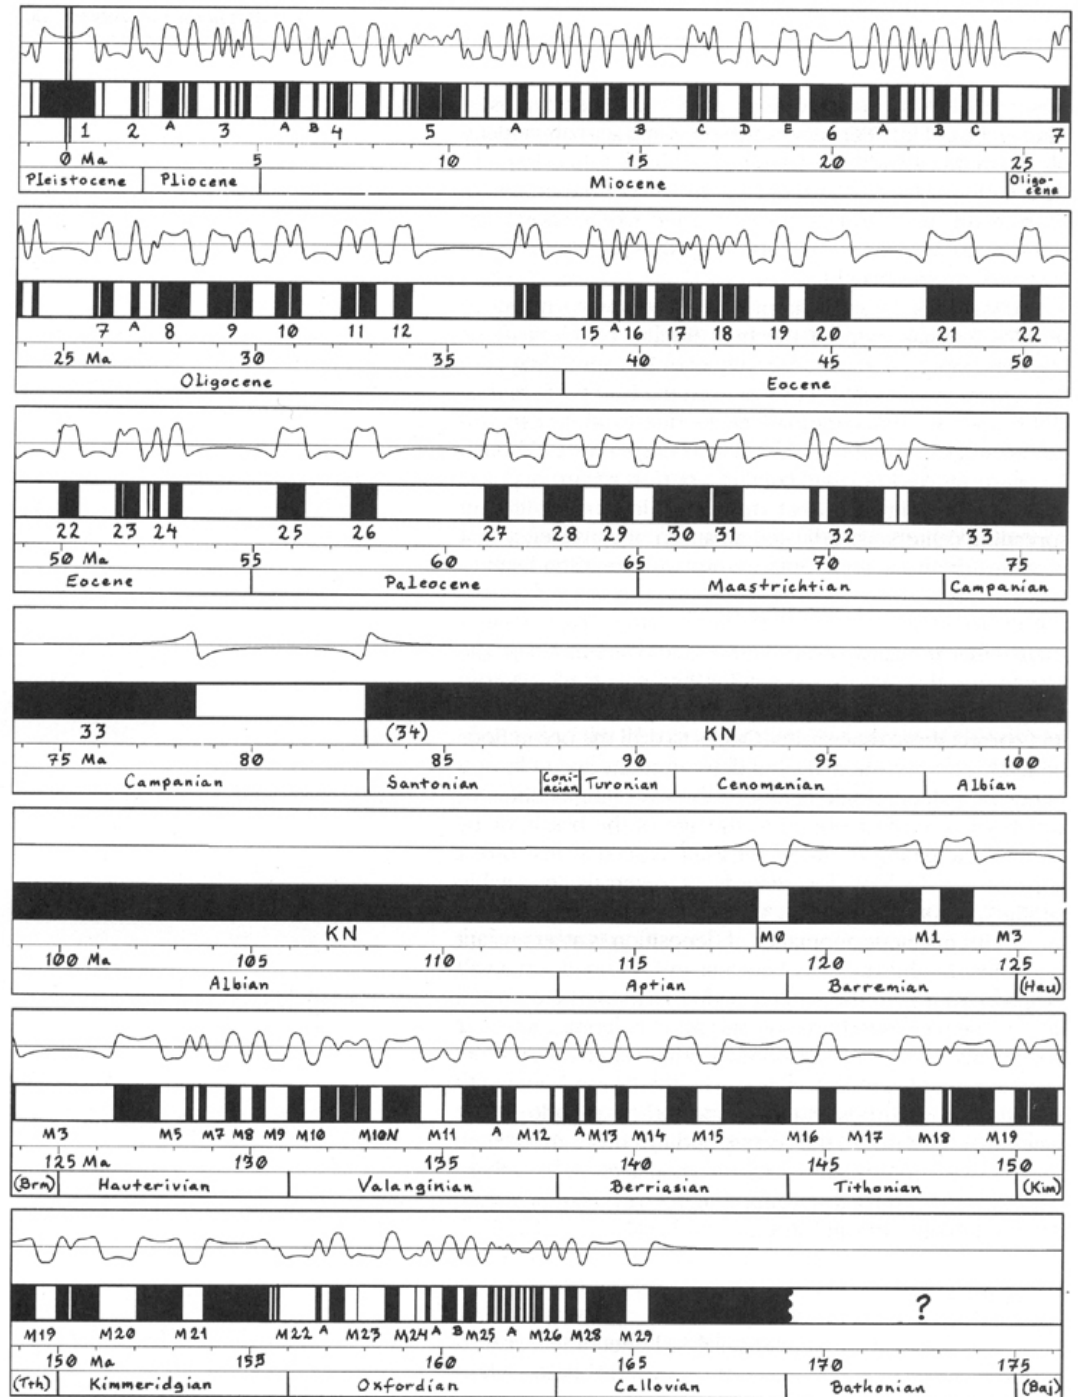 1 2 A 3 A B 4 5 A B C D E 6 A B C 7
0 Ma 5 10 15 20 25
Pleistocene Pliocene Miocene Oligo-cene
7 A 8 9 10 11 12 15 A 16 17 18 19 20 21 22
25 Ma 30 35 40 45 50
Oligocene Eocene
22 23 24 25 26 27 28 29 30 31 32 33
50 Ma 55 60 65 70 75
Eocene Paleocene Maastrichtian Campanian
33 (34) KN
75 Ma 80 85 90 95 100
Campanian Santonian Coni-acian Turonian Cenomanian Albian
KN M0 M1 M3
100 Ma 105 110 115 120 125
Albian Aptian Barremian (Hau)
M3 M5 M7 M8 M9 M10 M10N M11 A M12 A M13 M14 M15 M16 M17 M18 M19
125 Ma 130 135 140 145 150
(Brm) Hauterivian Valanginian Berriasian Tithonian (Kim)
?
M19 M20 M21 M22 A M23 M24 A B M25 A M26 M28 M29
150 Ma 155 160 165 170 175
(Tth) Kimmeridgian Oxfordian Callovian Bathonian (Baj)